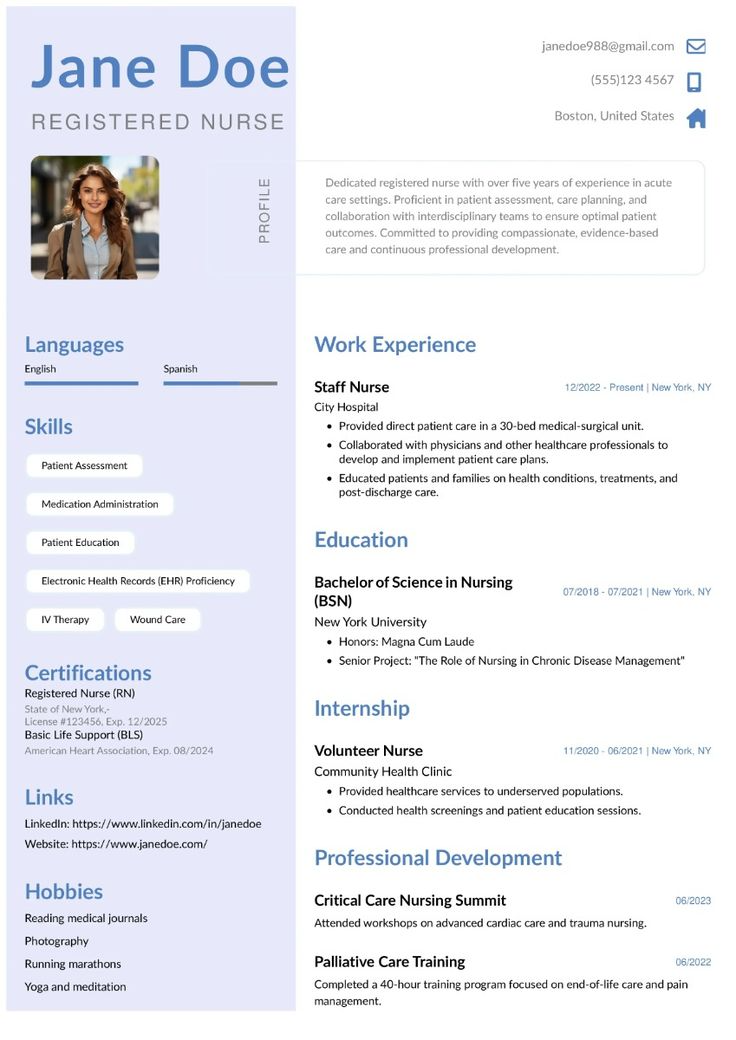 Jane Doe
REGISTERED NURSE
janedoe988@gmail.com
(555)123 4567
Boston, United States
PROFILE
Dedicated registered nurse with over five years of experience in acute
care settings. Proficient in patient assessment, care planning, and
collaboration with interdisciplinary teams to ensure optimal patient
outcomes. Committed to providing compassionate, evidence-based
care and continuous professional development.
Languages
English
Spanish
Skills
Patient Assessment
Medication Administration
Patient Education
Electronic Health Records (EHR) Proficiency
IV Therapy
Wound Care
Certifications
Registered Nurse (RN)
State of New York,-
License #123456, Exp. 12/2025
Basic Life Support (BLS)
American Heart Association, Exp. 08/2024
Links
LinkedIn: https://www.linkedin.com/in/janedoe
Website: https://www.janedoe.com/
Hobbies
Reading medical journals
Photography
Running marathons
Yoga and meditation
Work Experience
Staff Nurse
12/2022 - Present | New York, NY
City Hospital
• Provided direct patient care in a 30-bed medical-surgical unit.
• Collaborated with physicians and other healthcare professionals to
develop and implement patient care plans.
• Educated patients and families on health conditions, treatments, and
post-discharge care.
Education
Bachelor of Science in Nursing
(BSN)
07/2018 - 07/2021 | New York, NY
New York University
• Honors: Magna Cum Laude
• Senior Project: "The Role of Nursing in Chronic Disease Management"
Internship
Volunteer Nurse
11/2020 - 06/2021 | New York, NY
Community Health Clinic
• Provided healthcare services to underserved populations.
• Conducted health screenings and patient education sessions.
Professional Development
Critical Care Nursing Summit
06/2023
Attended workshops on advanced cardiac care and trauma nursing.
Palliative Care Training
06/2022
Completed a 40-hour training program focused on end-of-life care and pain
management.